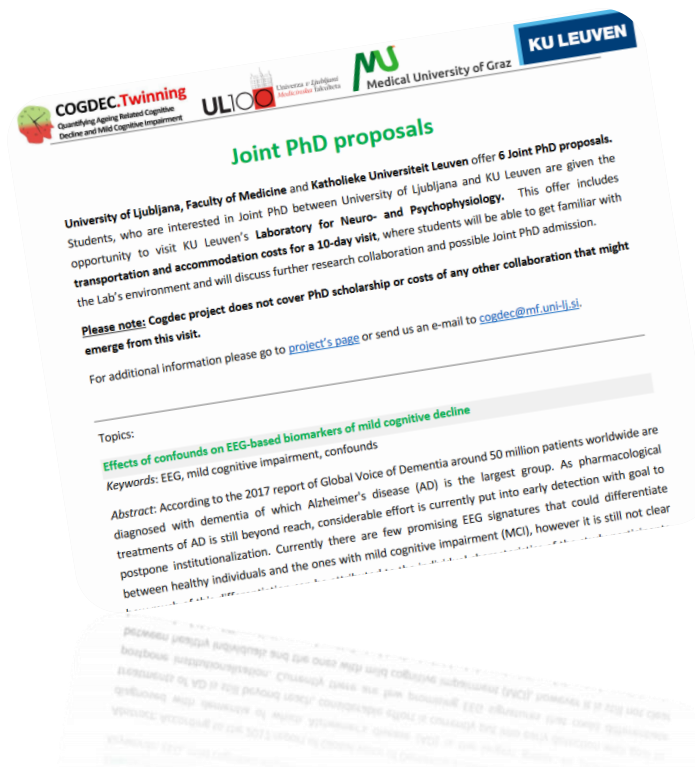 COGDEC.Twinning
Quantifying Ageing Related Cognitive
Decline and Mild Cognitive Impairment
UL100
Univerza v Ljubljani
Medicinska fakulteta
MU
Medical University of Graz
KU LEUVEN
Joint PhD proposals
University of Ljubljana, Faculty of Medicine and Katholieke Universiteit Leuven offer 6 Joint PhD proposals.
Students, who are interested in Joint PhD between University of Ljubljana and KU Leuven are given the
opportunity to visit KU Leuven's Laboratory for Neuro- and Psychophysiology. This offer includes
transportation and accommodation costs for a 10-day visit, where students will be able to get familiar with
the Lab's environment and will discuss further research collaboration and possible Joint PhD admission.
Please note: Cogdec project does not cover PhD scholarship or costs of any other collaboration that might
emerge from this visit.
For additional information please go to project's page or send us an e-mail to cogdec@mf.uni-lj.si.
Topics:
Effects of confounds on EEG-based biomarkers of mild cognitive decline
Keywords: EEG, mild cognitive impairment, confounds
Abstract: According to the 2017 report of Global Voice of Dementia around 50 million patients worldwide are
diagnosed with dementia of which Alzheimer's disease (AD) is the largest group. As pharmacological
treatments of AD is still beyond reach, considerable effort is currently put into early detection with goal to
postpone institutionalization. Currently there are few promising EEG signatures that could differentiate
between healthy individuals and the ones with mild cognitive impairment (MCI), however it is still not clear